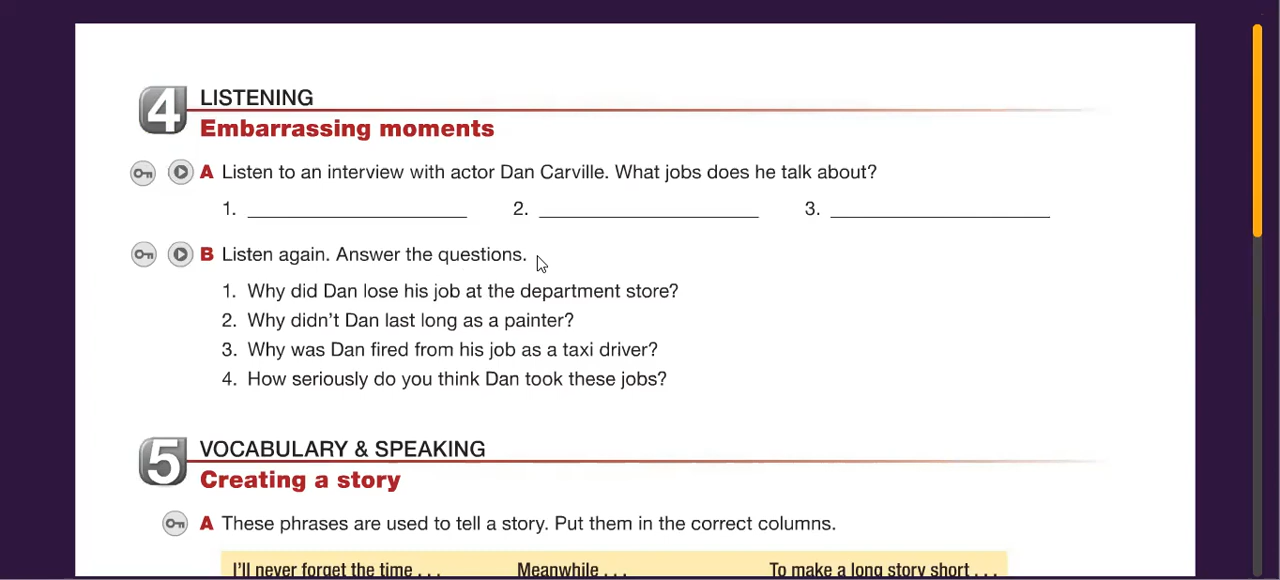 4 LISTENING
Embarrassing moments
A Listen to an interview with actor Dan Carville. What jobs does he talk about?
1. ____________ 2. ____________ 3. ____________
B Listen again. Answer the questions.
1. Why did Dan lose his job at the department store?
2. Why didn't Dan last long as a painter?
3. Why was Dan fired from his job as a taxi driver?
4. How seriously do you think Dan took these jobs?
5 VOCABULARY & SPEAKING
Creating a story
A These phrases are used to tell a story. Put them in the correct columns.
I'll never forget the time . . . Meanwhile . . . To make a long story short . . .